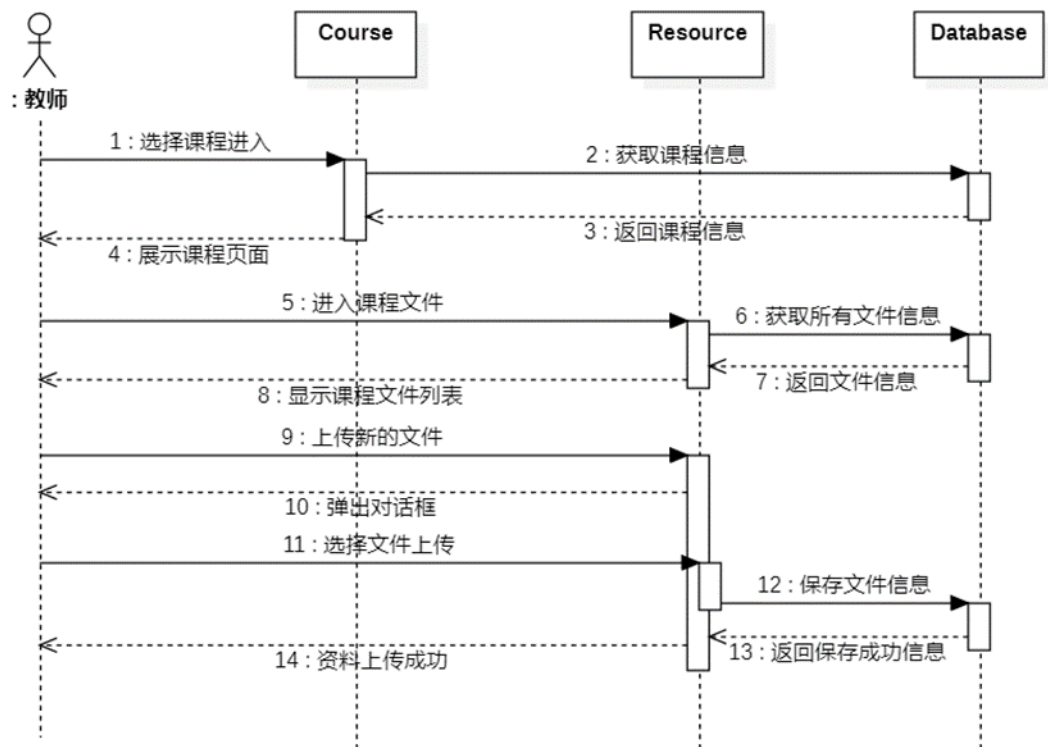 Course
Resource
Database
: 教师
1 : 选择课程进入
2 : 获取课程信息
3 : 返回课程信息
4 : 展示课程页面
5 : 进入课程文件
6 : 获取所有文件信息
7 : 返回文件信息
8 : 显示课程文件列表
9 : 上传新的文件
10 : 弹出对话框
11 : 选择文件上传
12 : 保存文件信息
13 : 返回保存成功信息
14 : 资料上传成功